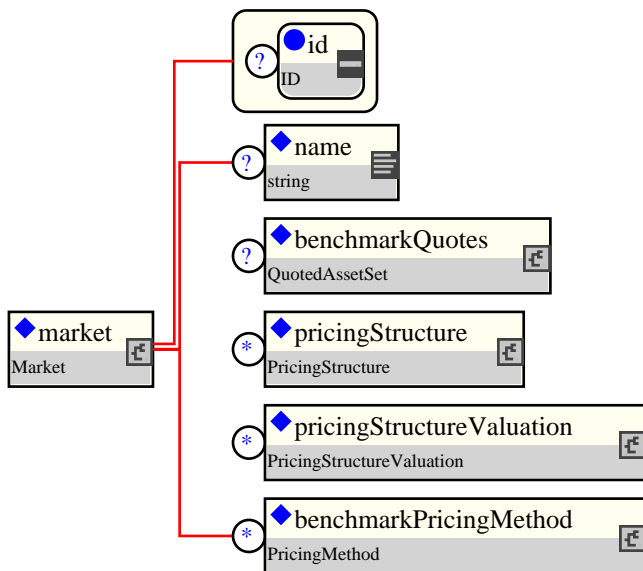 ?
id
ID
?
name
string
?
benchmarkQuotes
QuotedAssetSet
market
Market
*
pricingStructure
PricingStructure
*
pricingStructureValuation
PricingStructureValuation
*
benchmarkPricingMethod
PricingMethod